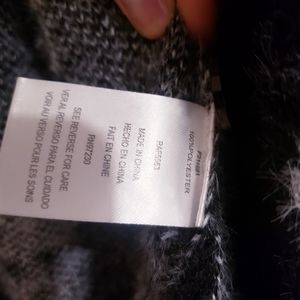 100%POLYESTER
MADE IN CHINA
HECHO EN CHINA
FAIT EN CHINE
RN97230
SEE REVERSE FOR CARE
VER AL REVERSO PARA EL CUIDADO
VOIR AU VERSO POUR LES SOINS